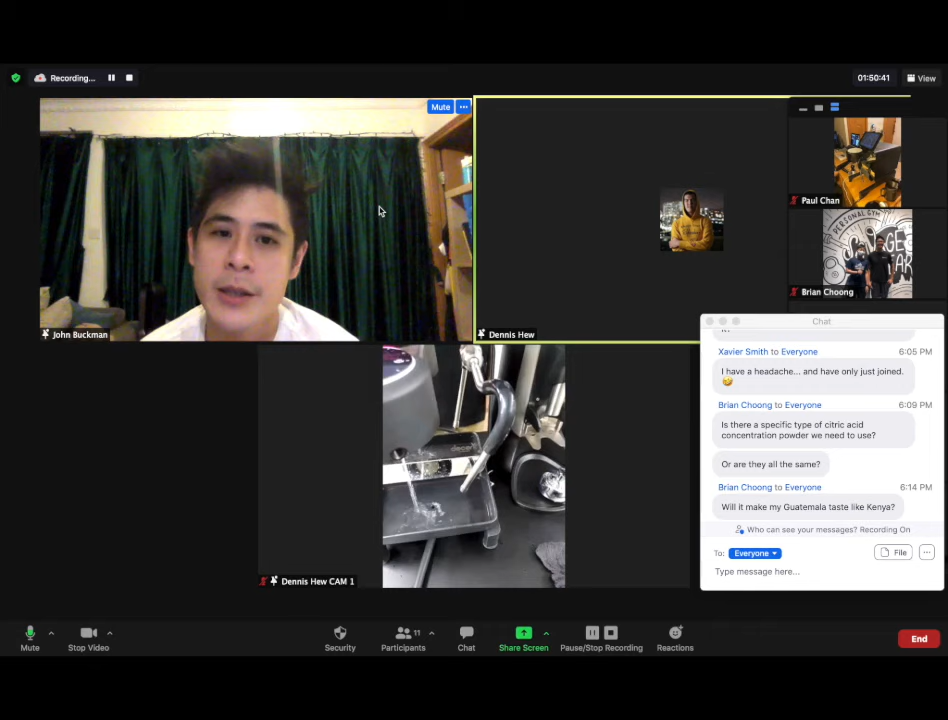 Recording...
01:50:41
View
Mute
John Buckman
Dennis Hew
PERSONAL GYM
Paul Chan
Brian Choong
Chat
Xavier Smith to Everyone 6:05 PM
I have a headache... and have only just joined.
🤣
Brian Choong to Everyone 6:09 PM
Is there a specific type of citric acid
concentration powder we need to use?
Or are they all the same?
Brian Choong to Everyone 6:14 PM
Will it make my Guatemala taste like Kenya?
Who can see your messages? Recording On
To: Everyone
File
Type message here...
decent
Dennis Hew CAM 1
Mute
Stop Video
Security
Participants 11
Chat
Share Screen
Pause/Stop Recording
Reactions
End